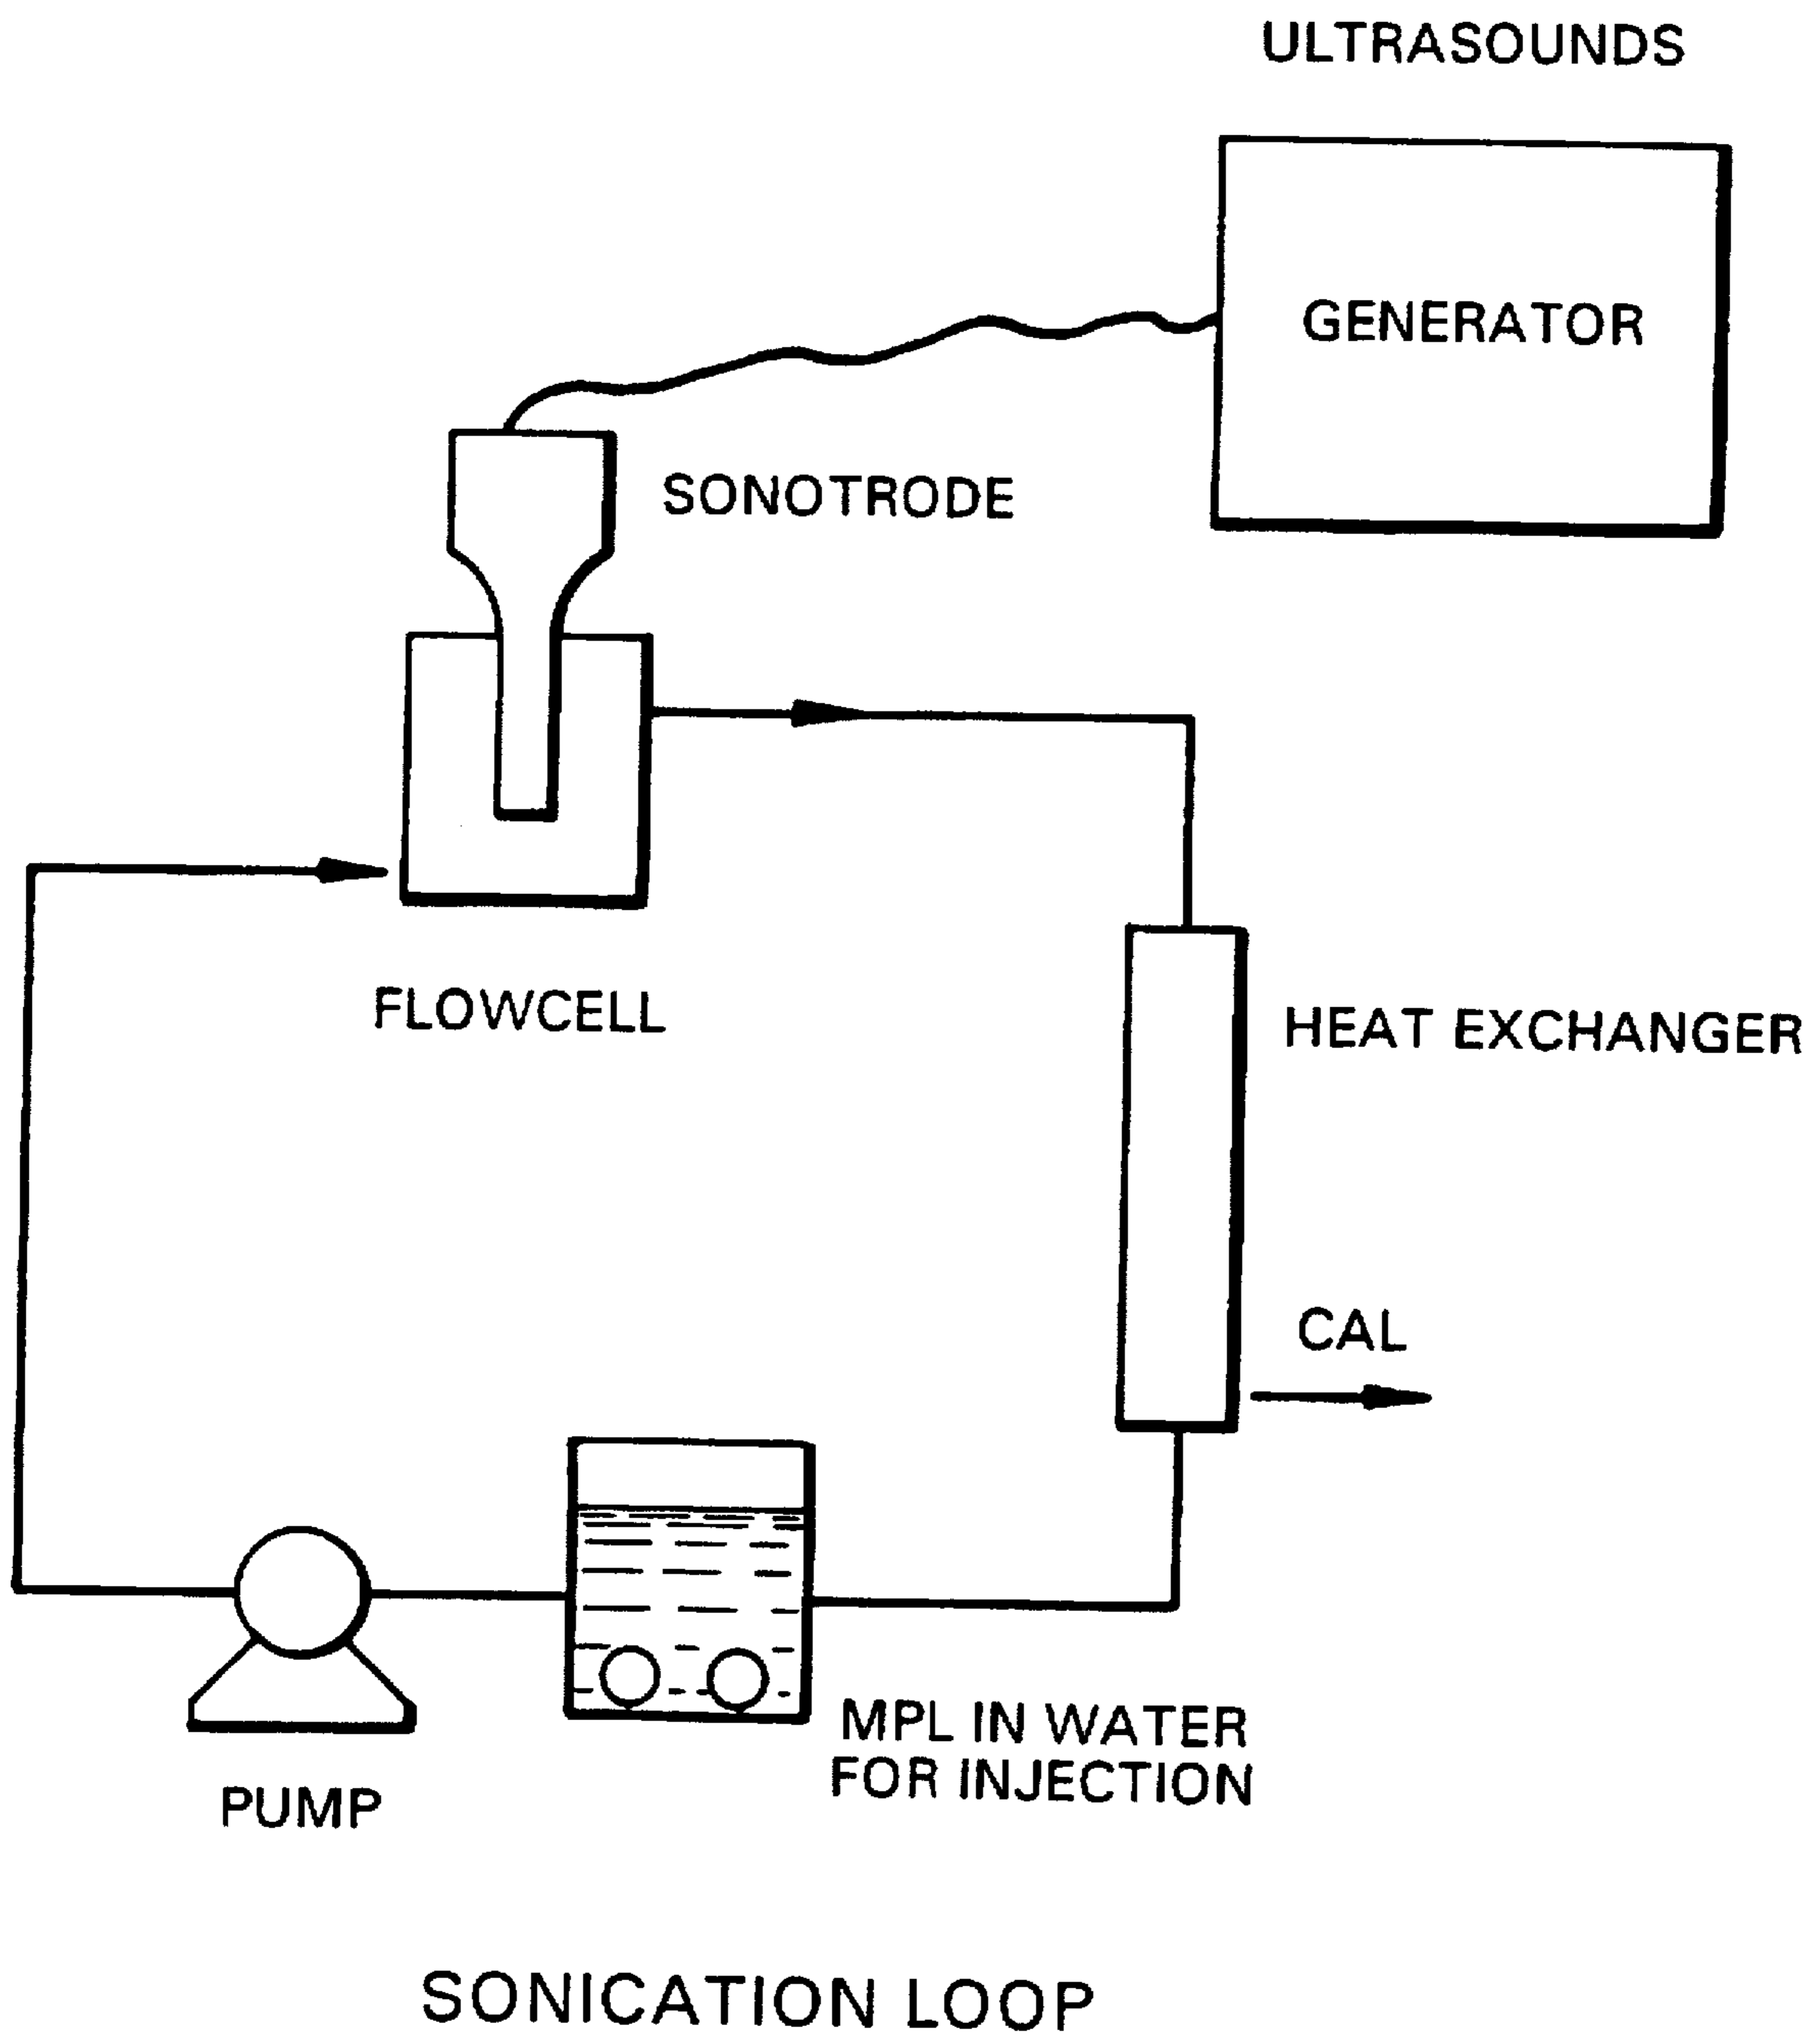 ULTRASOUNDS
GENERATOR
SONOTRODE
FLOWCELL
HEAT EXCHANGER
CAL
MPL IN WATER
FOR INJECTION
PUMP
SONICATION LOOP